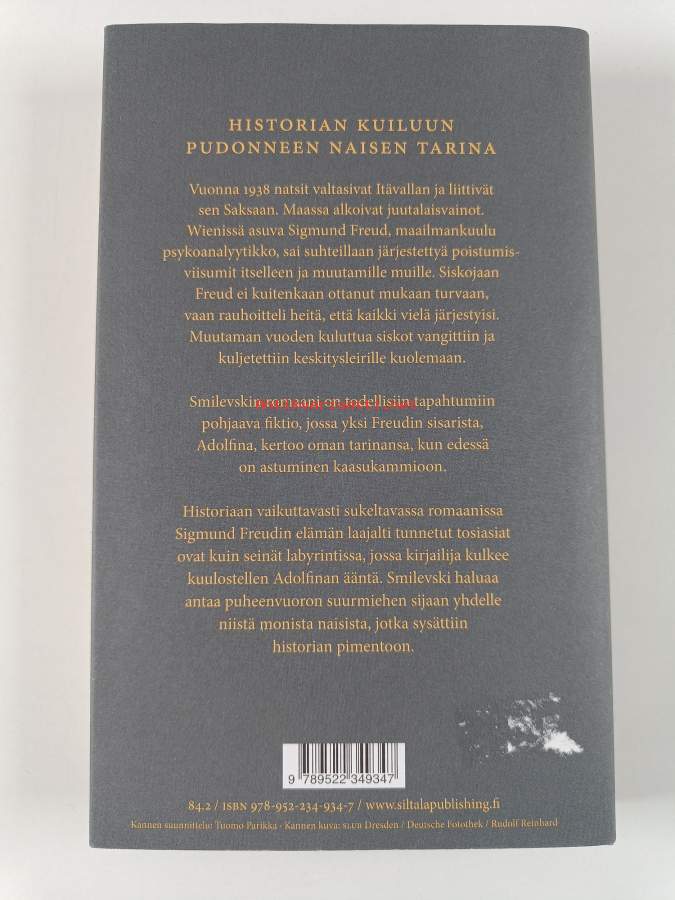 HISTORIAN KUILUUN
PUDONNEEN NAISEN TARINA
Vuonna 1938 natsit valtasivat Itävallan ja liittivät
sen Saksaan. Maassa alkoivat juutalaisvainot.
Wienissä asuva Sigmund Freud, maailmankuulu
psykoanalyytikko, sai suhteillaan järjestettyä poistumis-
viisumit itselleen ja muutamille muille. Siskojaan
Freud ei kuitenkaan ottanut mukaan turvaan,
vaan rauhoitteli heitä, että kaikki vielä järjestyisi.
Muutaman vuoden kuluttua siskot vangittiin ja
kuljetettiin keskitysleirille kuolemaan.
Smilevskin romaani on todellisiin tapahtumiin
pohjaava fiktio, jossa yksi Freudin sisarista,
Adolfina, kertoo oman tarinansa, kun edessä
on astuminen kaasukammioon.
Historiaan vaikuttavasti sukeltavassa romaanissa
Sigmund Freudin elämän laajalti tunnetut tosiasiat
ovat kuin seinät labyrintissa, jossa kirjailija kulkee
kuulostellen Adolfinan ääntä. Smilevski haluaa
antaa puheenvuoron suurmiehen sijaan yhdelle
niistä monista naisista, jotka sysättiin
historian pimentoon.
9 789522 349347
84.2 / ISBN 978-952-234-934-7 / www.siltalapublishing.fi
Kannen suunnittelu: Tuomo Parikka · Kannen kuva: SLUB Dresden / Deutsche Fotothek / Rudolf Reinhard